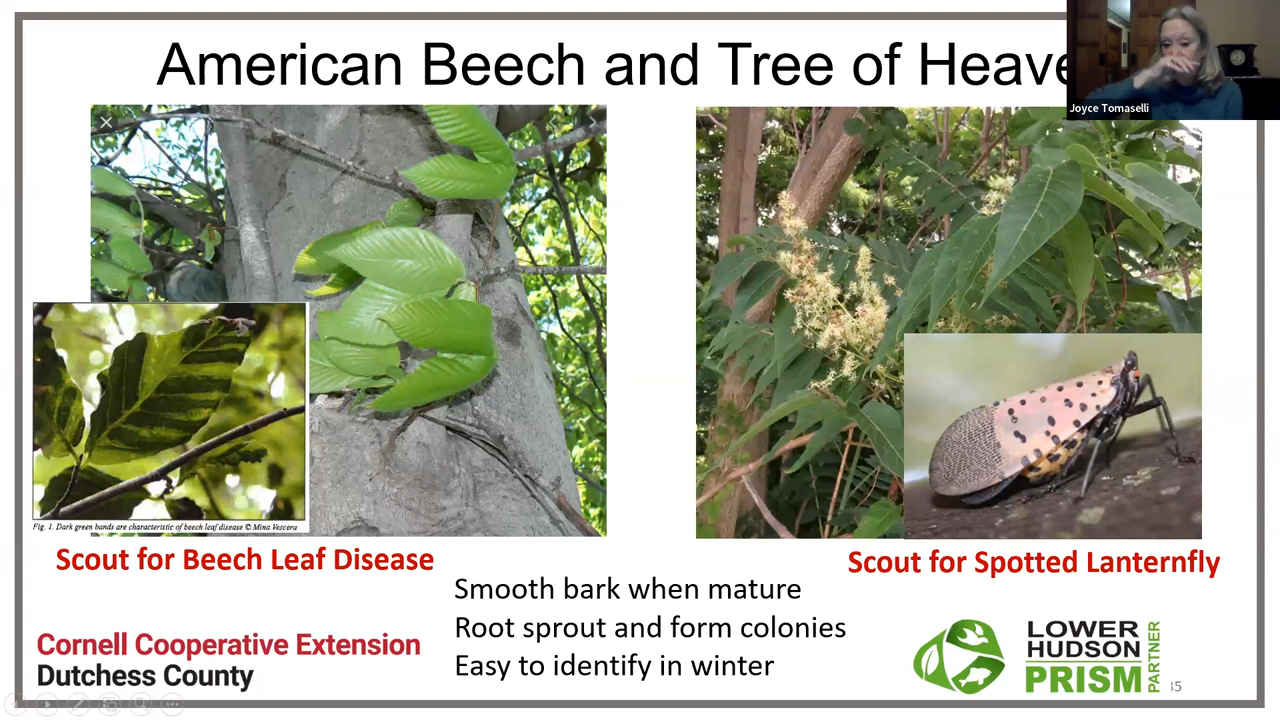 American Beech and Tree of Heave
Joyce Tomaselli
Fig. 1. Dark green bands are characteristic of beech leaf disease © Mina Vescera
Scout for Beech Leaf Disease
Scout for Spotted Lanternfly
Smooth bark when mature
Root sprout and form colonies
Easy to identify in winter
Cornell Cooperative Extension
Dutchess County
LOWER
HUDSON
PRISM
PARTNER
35